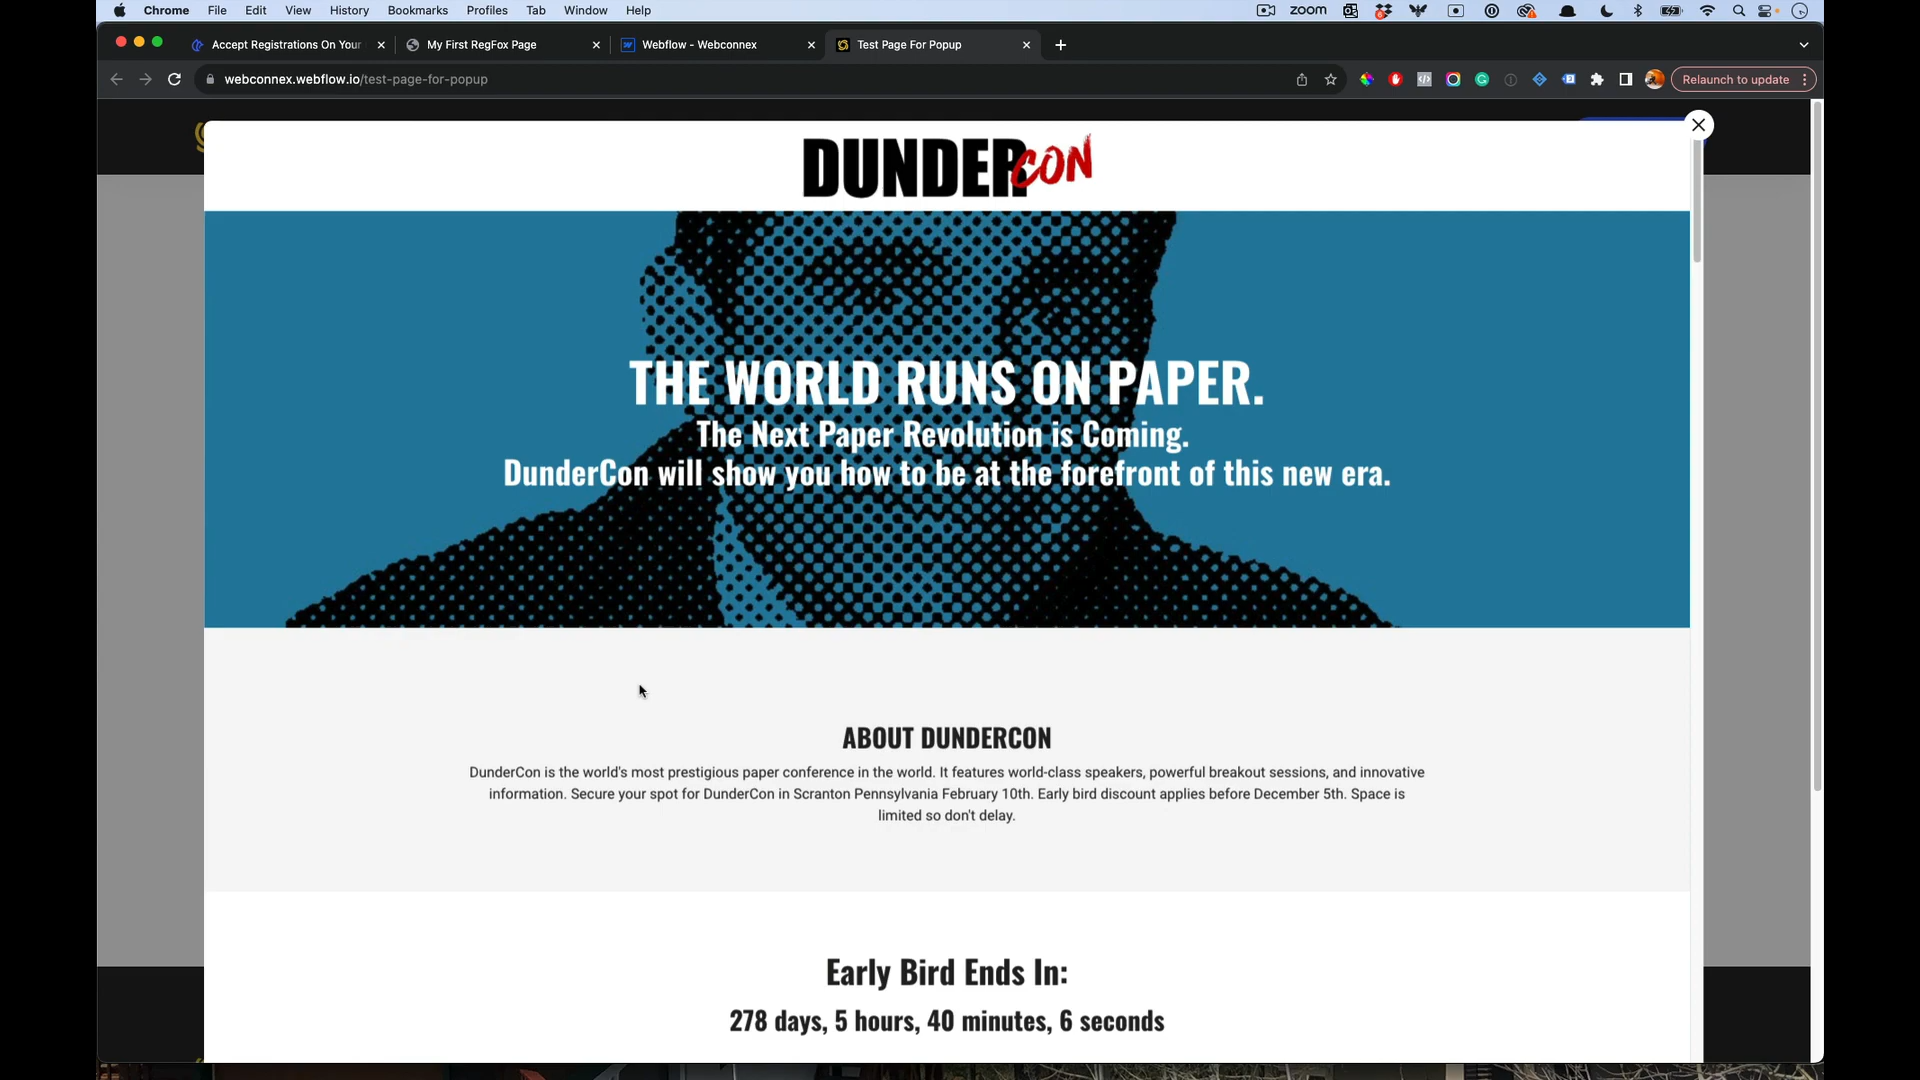 Chrome File Edit View History Bookmarks Profiles Tab Window Help zoom
Accept Registrations On Your
My First RegFox Page
Webflow - Webconnex
Test Page For Popup
webconnex.webflow.io/test-page-for-popup
Relaunch to update
DUNDERCON
THE WORLD RUNS ON PAPER.
The Next Paper Revolution is Coming.
DunderCon will show you how to be at the forefront of this new era.
ABOUT DUNDERCON
DunderCon is the world's most prestigious paper conference in the world. It features world-class speakers, powerful breakout sessions, and innovative
information. Secure your spot for DunderCon in Scranton Pennsylvania February 10th. Early bird discount applies before December 5th. Space is
limited so don't delay.
Early Bird Ends In:
278 days, 5 hours, 40 minutes, 6 seconds